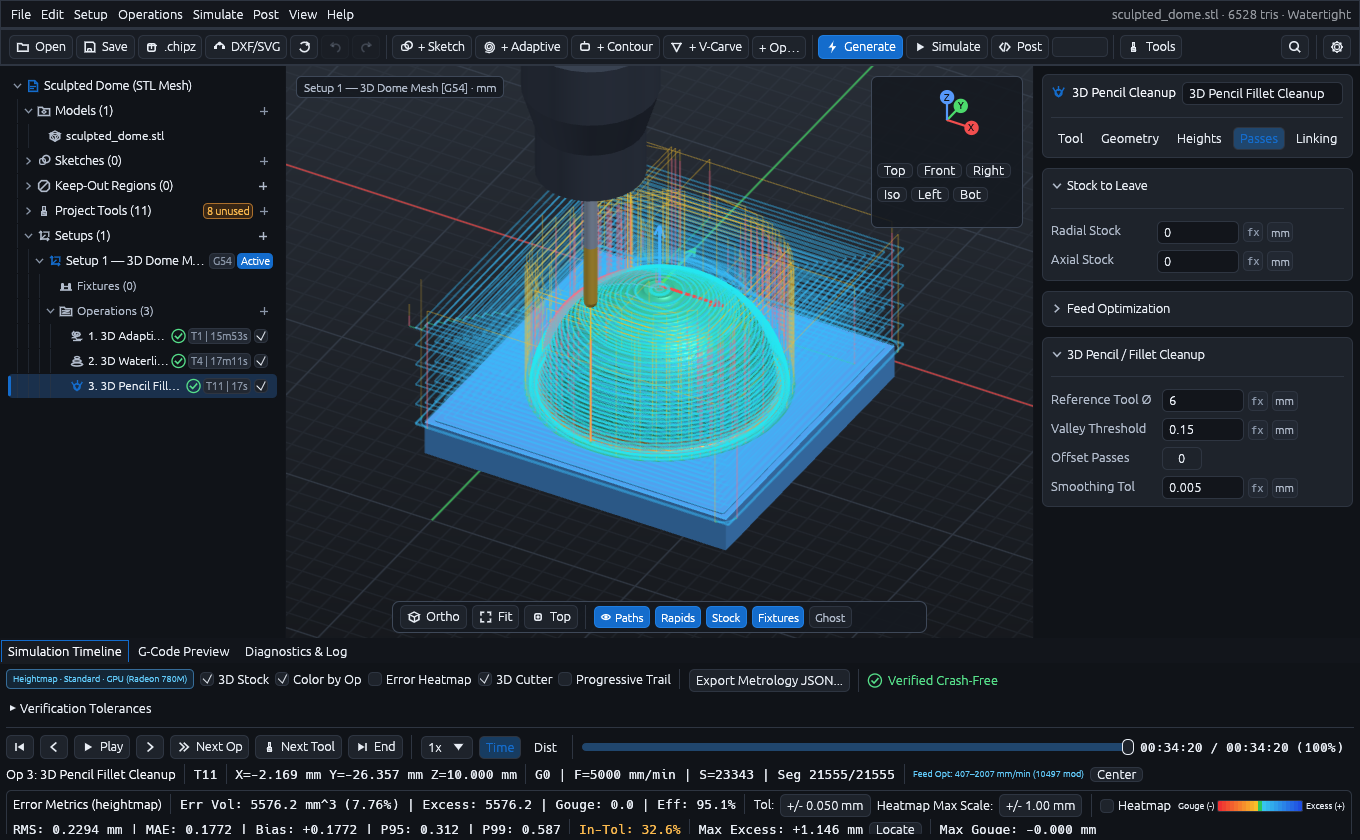 File Edit Setup Operations Simulate Post View Help
sculpted_dome.stl · 6528 tris · Watertight
Open Save .chipz DXF/SVG + Sketch + Adaptive + Contour + V-Carve + Op... Generate Simulate Post Tools
Sculpted Dome (STL Mesh)
Models (1) +
sculpted_dome.stl
Sketches (0) +
Keep-Out Regions (0) +
Project Tools (11) 8 unused +
Setups (1) +
Setup 1 — 3D Dome M... G54 Active
Fixtures (0)
Operations (3) +
1. 3D Adapti... T1 | 15m53s
2. 3D Waterli... T4 | 17m11s
3. 3D Pencil Fill... T11 | 17s
Setup 1 — 3D Dome Mesh [G54] · mm
Z
Y
X
Top Front Right
Iso Left Bot
Ortho Fit Top Paths Rapids Stock Fixtures Ghost
3D Pencil Cleanup 3D Pencil Fillet Cleanup
Tool Geometry Heights Passes Linking
Stock to Leave
Radial Stock 0 fx mm
Axial Stock 0 fx mm
Feed Optimization
3D Pencil / Fillet Cleanup
Reference Tool Ø 6 fx mm
Valley Threshold 0.15 fx mm
Offset Passes 0
Smoothing Tol 0.005 fx mm
Simulation Timeline G-Code Preview Diagnostics & Log
Heightmap · Standard · GPU (Radeon 780M) 3D Stock Color by Op Error Heatmap 3D Cutter Progressive Trail Export Metrology JSON... Verified Crash-Free
Verification Tolerances
Play Next Op Next Tool End 1x Time Dist 00:34:20 / 00:34:20 (100%)
Op 3: 3D Pencil Fillet Cleanup T11 X=-2.169 mm Y=-26.357 mm Z=10.000 mm G0 | F=5000 mm/min | S=23343 | Seg 21555/21555 Feed Opt: 407–2007 mm/min (10497 mod) Center
Error Metrics (heightmap) Err Vol: 5576.2 mm^3 (7.76%) | Excess: 5576.2 | Gouge: 0.0 | Eff: 95.1% Tol: +/- 0.050 mm Heatmap Max Scale: +/- 1.00 mm Heatmap Gouge (-) Excess (+)
RMS: 0.2294 mm | MAE: 0.1772 | Bias: +0.1772 | P95: 0.312 | P99: 0.587 In-Tol: 32.6% Max Excess: +1.146 mm Locate Max Gouge: -0.000 mm